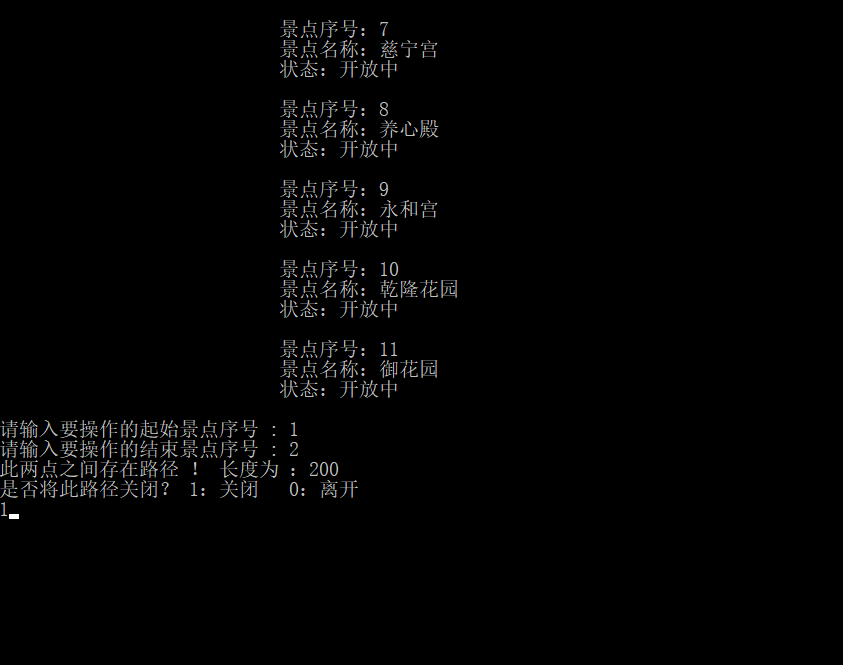 景点序号：7
景点名称：慈宁宫
状态：开放中
景点序号：8
景点名称：养心殿
状态：开放中
景点序号：9
景点名称：永和宫
状态：开放中
景点序号：10
景点名称：乾隆花园
状态：开放中
景点序号：11
景点名称：御花园
状态：开放中
请输入要操作的起始景点序号 : 1
请输入要操作的结束景点序号 : 2
此两点之间存在路径 ！ 长度为 ：200
是否将此路径关闭？ 1：关闭   0：离开
1